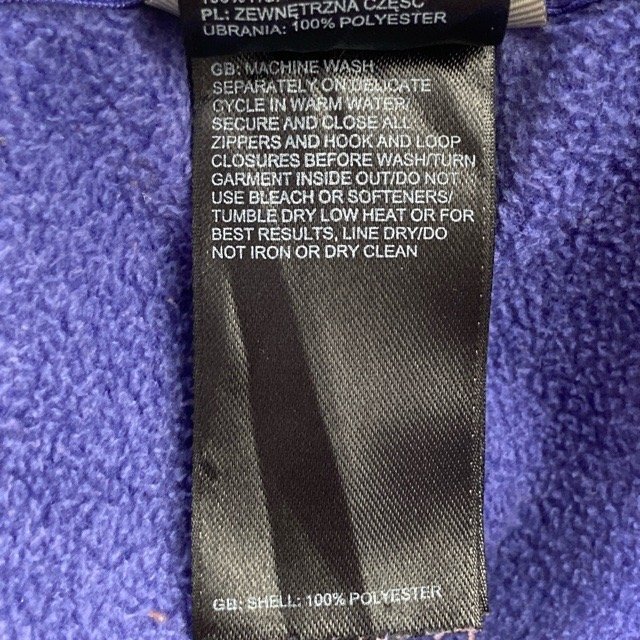 PL: ZEWNĘTRZNA CZĘŚĆ
UBRANIA: 100% POLYESTER
GB: MACHINE WASH
SEPARATELY ON DELICATE
CYCLE IN WARM WATER/
SECURE AND CLOSE ALL
ZIPPERS AND HOOK AND LOOP
CLOSURES BEFORE WASH/TURN
GARMENT INSIDE OUT/DO NOT
USE BLEACH OR SOFTENERS/
TUMBLE DRY LOW HEAT OR FOR
BEST RESULTS, LINE DRY/DO
NOT IRON OR DRY CLEAN
GB: SHELL: 100% POLYESTER